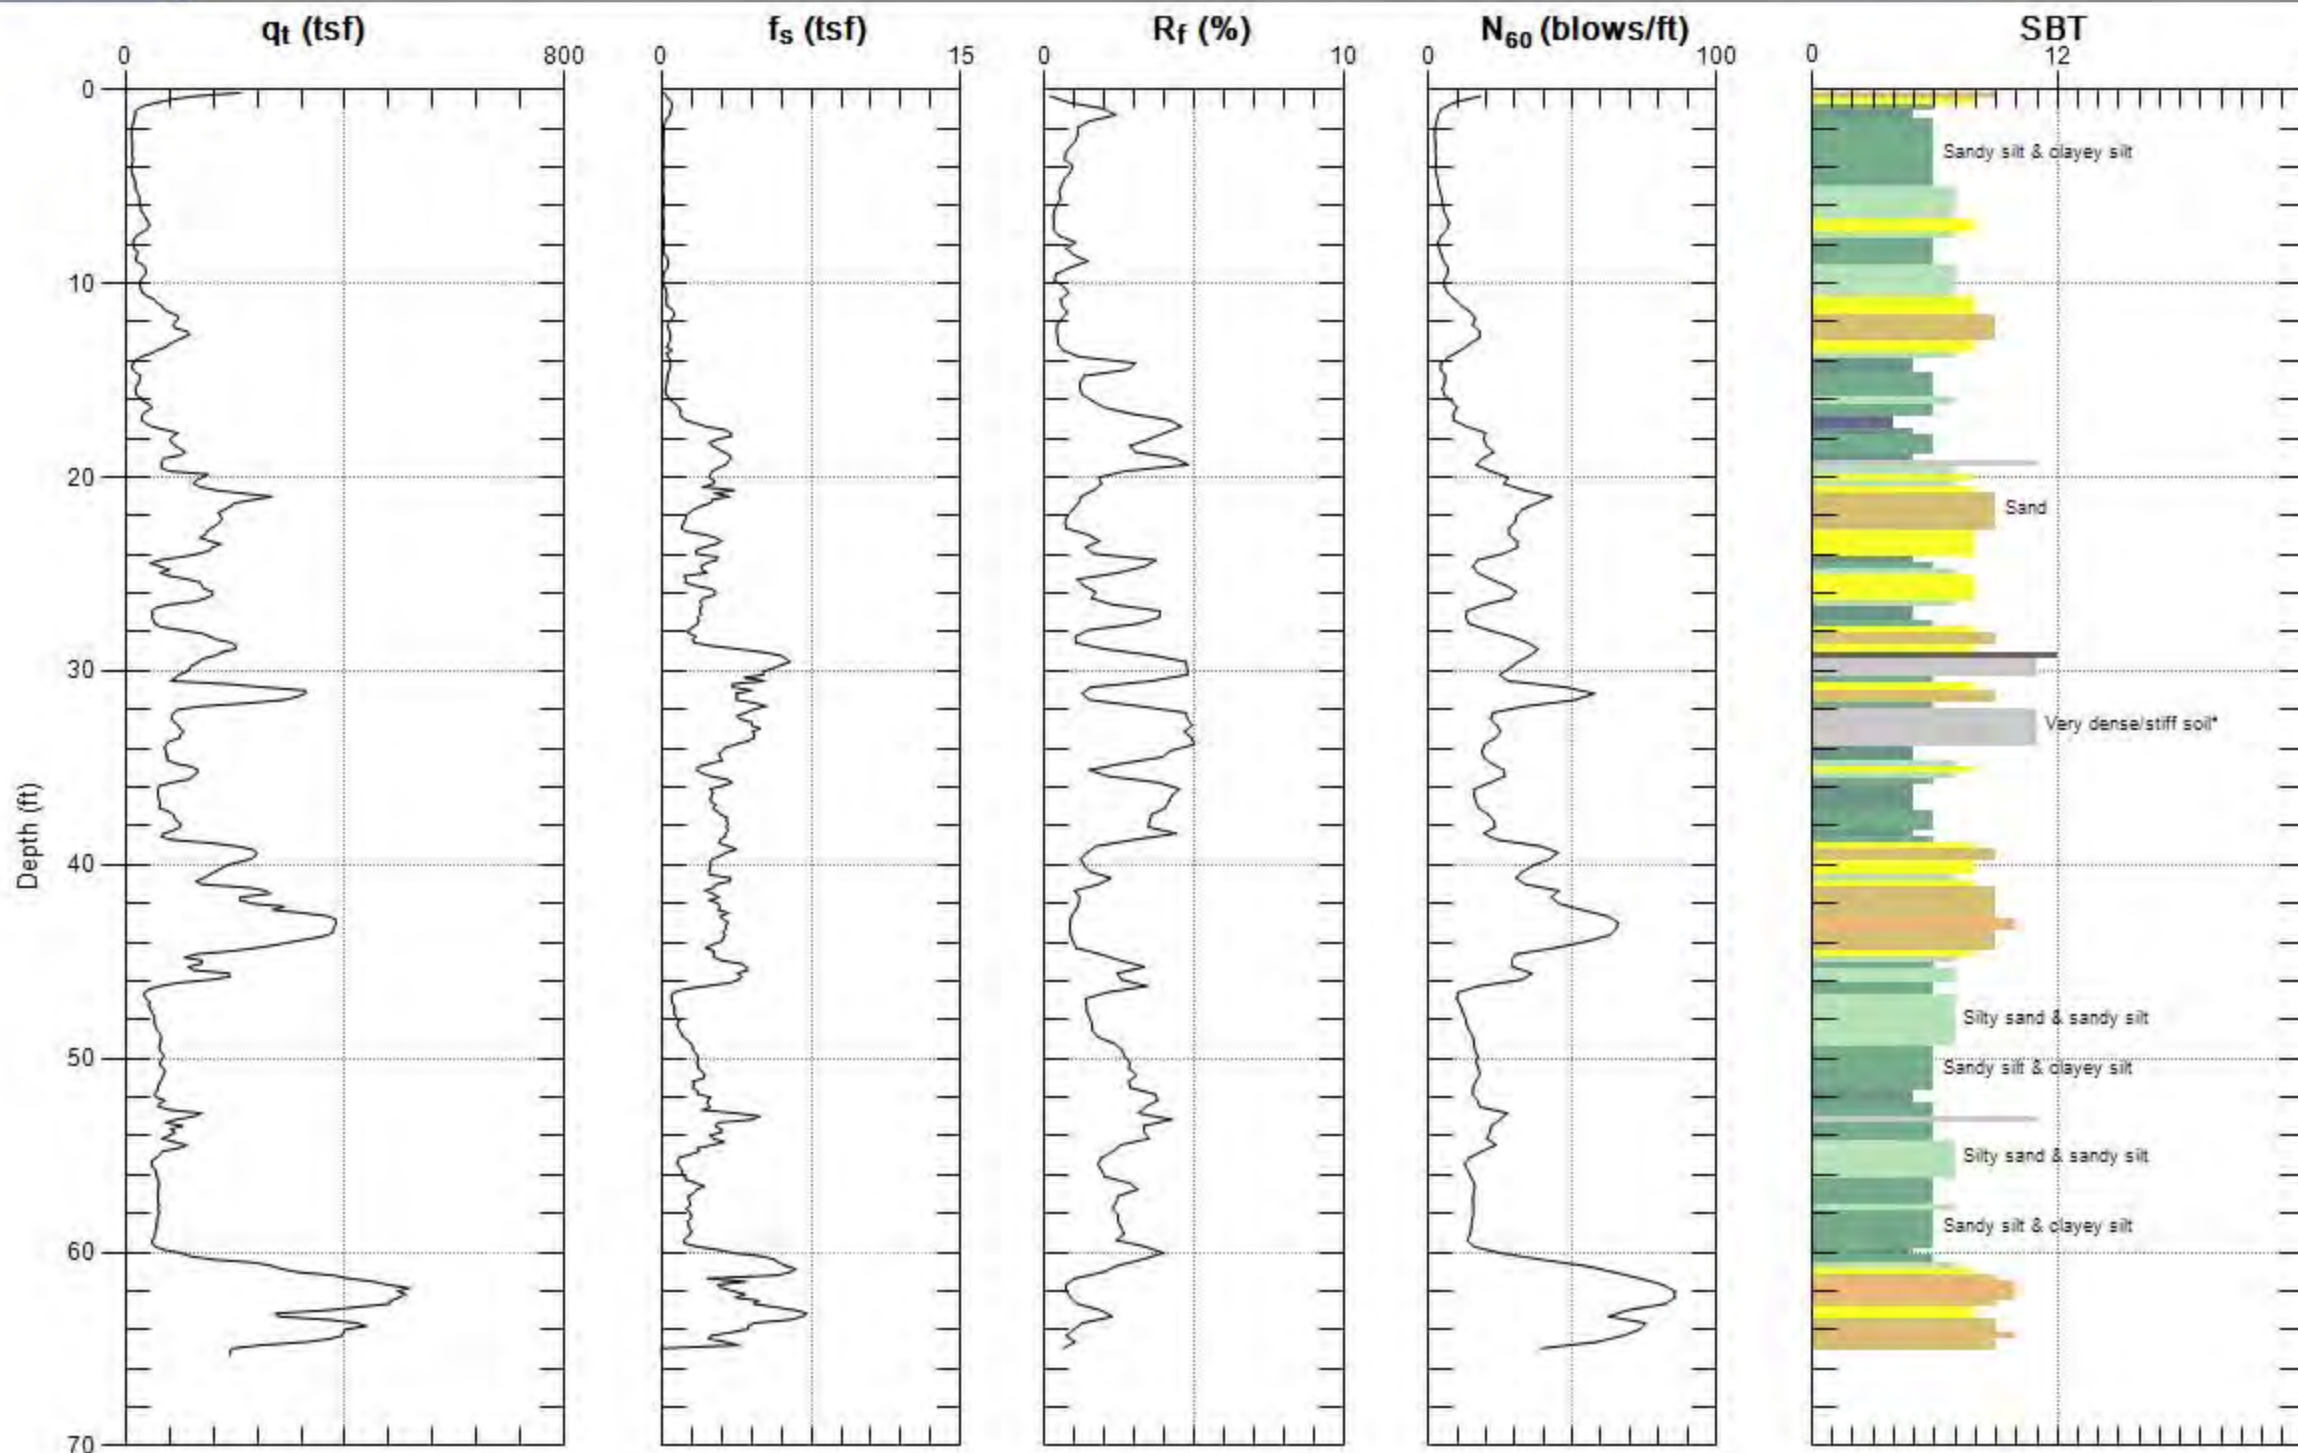 qt (tsf)
fs (tsf)
Rf (%)
N60 (blows/ft)
SBT
0 800
0 15
0 10
0 100
0 12
0
Sandy silt & clayey silt
10
20
Sand
30
Very dense/stiff soil*
Depth (ft)
40
Silty sand & sandy silt
50
Sandy silt & clayey silt
Silty sand & sandy silt
Sandy silt & clayey silt
60
70